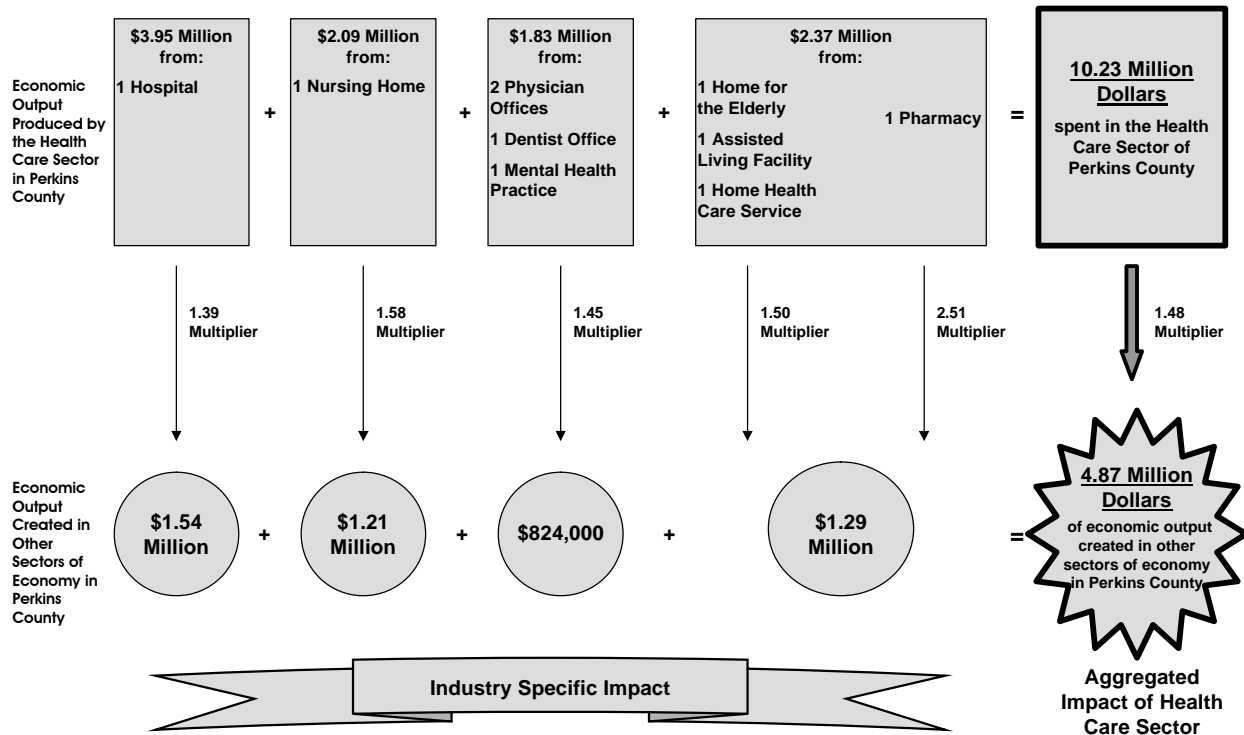 Economic
Output
Produced by
the Health
Care Sector
in Perkins
County
$3.95 Million
from:
1 Hospital
+
$2.09 Million
from:
1 Nursing Home
+
$1.83 Million
from:
2 Physician
Offices
1 Dentist Office
1 Mental Health
Practice
+
$2.37 Million
from:
1 Home for
the Elderly
1 Assisted
Living Facility
1 Home Health
Care Service
1 Pharmacy
=
10.23 Million
Dollars
spent in the Health
Care Sector of
Perkins County
1.39
Multiplier
1.58
Multiplier
1.45
Multiplier
1.50
Multiplier
2.51
Multiplier
1.48
Multiplier
Economic
Output
Created in
Other
Sectors of
Economy in
Perkins
County
$1.54
Million
+
$1.21
Million
+
$824,000
+
$1.29
Million
=
4.87 Million
Dollars
of economic output
created in other
sectors of economy
in Perkins County
Industry Specific Impact
Aggregated
Impact of Health
Care Sector